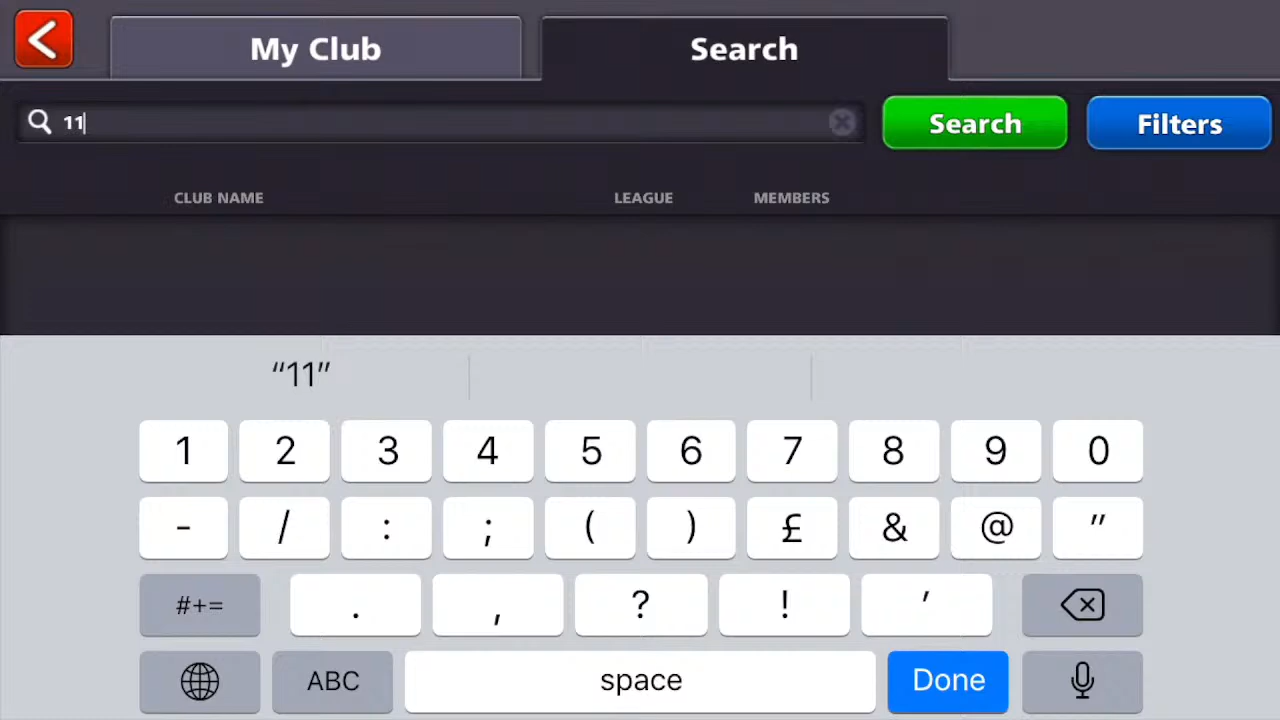 My Club Search
11 Search Filters
CLUB NAME LEAGUE MEMBERS
“11”
1 2 3 4 5 6 7 8 9 0
- / : ; ( ) £ & @ ”
#+= . , ? ! ’
ABC space Done